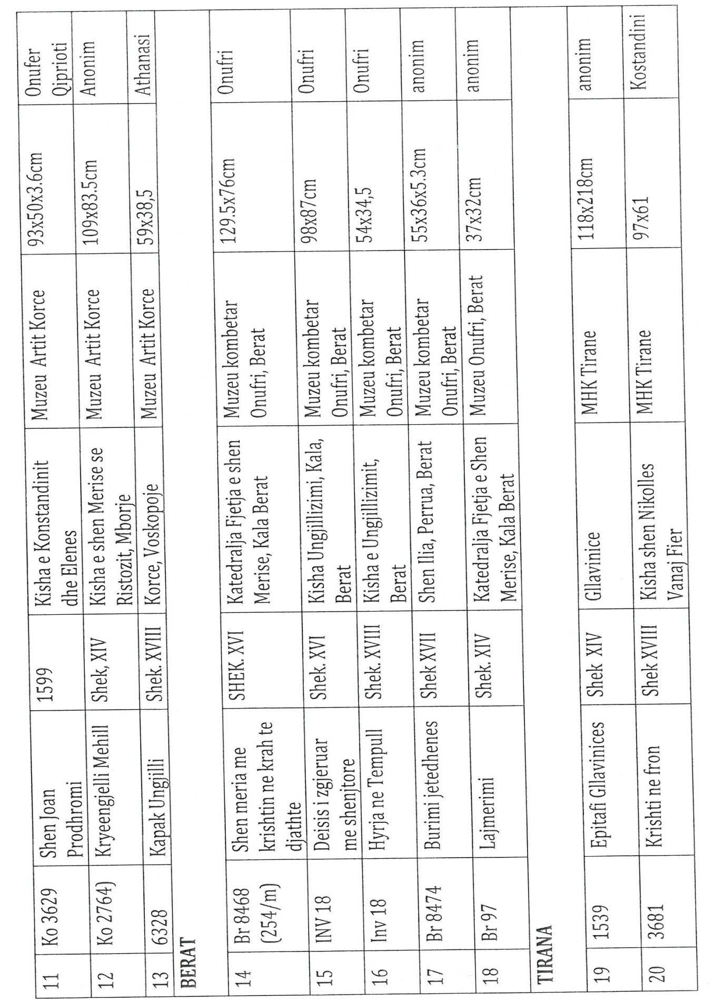 11 Ko 3629 Shen Joan 1599 Kisha e Konstandinit Muzeu Artit Korce 93x50x3.6cm Onufer
Prodhromi dhe Elenes Qiprioti
12 Ko 2764) Kryeengjelli Mehill Shek, XIV Kisha e shen Merise se Muzeu Artit Korce 109x83.5cm Anonim
Ristozit, Mborje
13 6328 Kapak Ungjilli Shek. XVIII Korce, Voskopoje Muzeu Artit Korce 59x38,5 Athanasi
BERAT
14 Br 8468 Shen meria me SHEK. XVI Katedralja Fjetja e shen Muzeu kombetar 129.5x76cm Onufri
(254/m) krishtin ne krah te Merise, Kala Berat Onufri, Berat
djathte
15 INV 18 Deisis i zgjeruar Shek. XVI Kisha Ungjillizimi, Kala, Muzeu kombetar 98x87cm Onufri
me shenjtore Berat Onufri, Berat
16 Inv 18 Hyrja ne Tempull Shek. XVIII Kisha e Ungjillizimit, Muzeu kombetar 54x34,5 Onufri
Berat Onufri, Berat
17 Br 8474 Burimi jetedhenes Shek XVII Shen Ilia, Perrua, Berat Muzeu kombetar 55x36x5.3cm anonim
Onufri, Berat
18 Br 97 Lajmerimi Shek. XIV Katedralja Fjetja e Shen Muzeu Onufri, Berat 37x32cm anonim
Merise, Kala Berat
TIRANA
19 1539 Epitafi Gllavinices Shek XIV Gllavinice MHK Tirane 118x218cm anonim
20 3681 Krishti ne fron Shek XVIII Kisha shen Nikolles MHK Tirane 97x61 Kostandini
Vanaj Fier